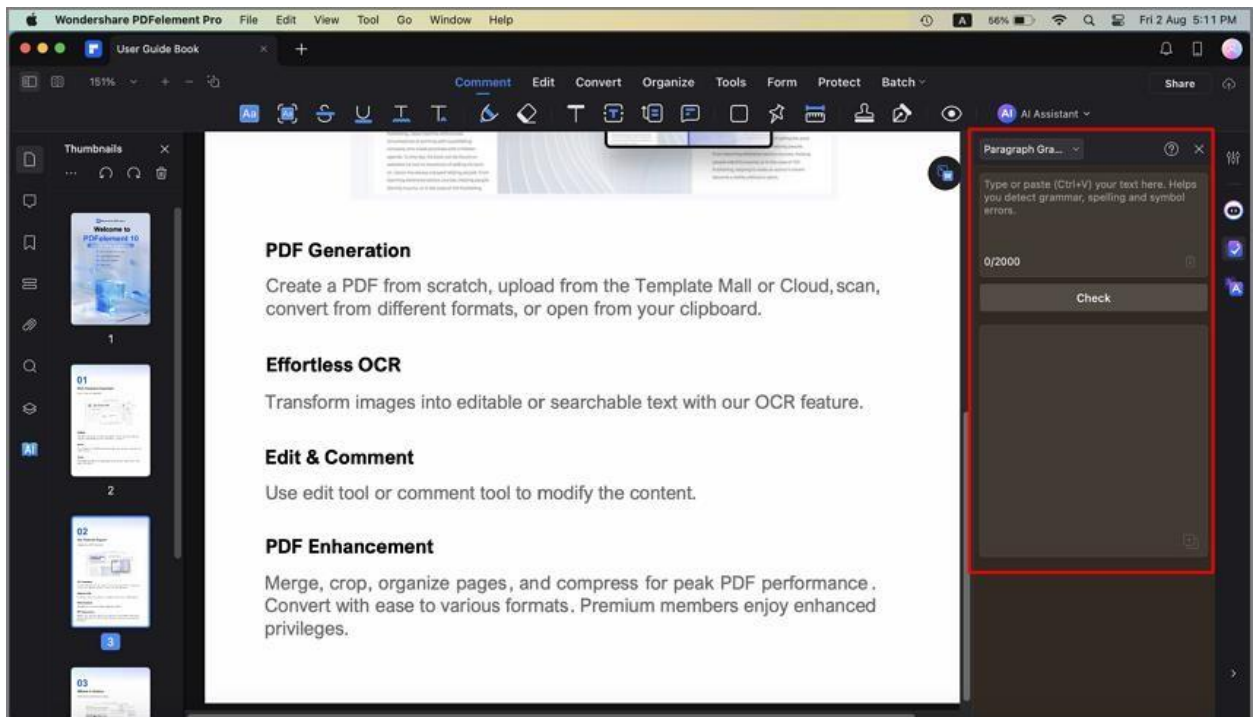 Wondershare PDFelement Pro File Edit View Tool Go Window Help A 56% Fri 2 Aug 5:11 PM
User Guide Book × +
151% + - Comment Edit Convert Organize Tools Form Protect Batch Share
AI AI Assistant
Thumbnails ×
Paragraph Gra... ×
Type or paste (Ctrl+V) your text here. Helps
you detect grammar, spelling and symbol
errors.
0/2000
Check
Welcome to
PDFelement 10
1
01
2
02
3
03
AI
PDF Generation
Create a PDF from scratch, upload from the Template Mall or Cloud, scan,
convert from different formats, or open from your clipboard.
Effortless OCR
Transform images into editable or searchable text with our OCR feature.
Edit & Comment
Use edit tool or comment tool to modify the content.
PDF Enhancement
Merge, crop, organize pages, and compress for peak PDF performance.
Convert with ease to various formats. Premium members enjoy enhanced
privileges.